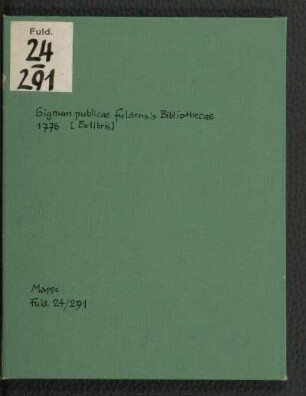 Fuld.
24
291
Signum publicae fuldensis Bibliothecae
1776 [Exlibris]
Mappe
Fuld. 24/291